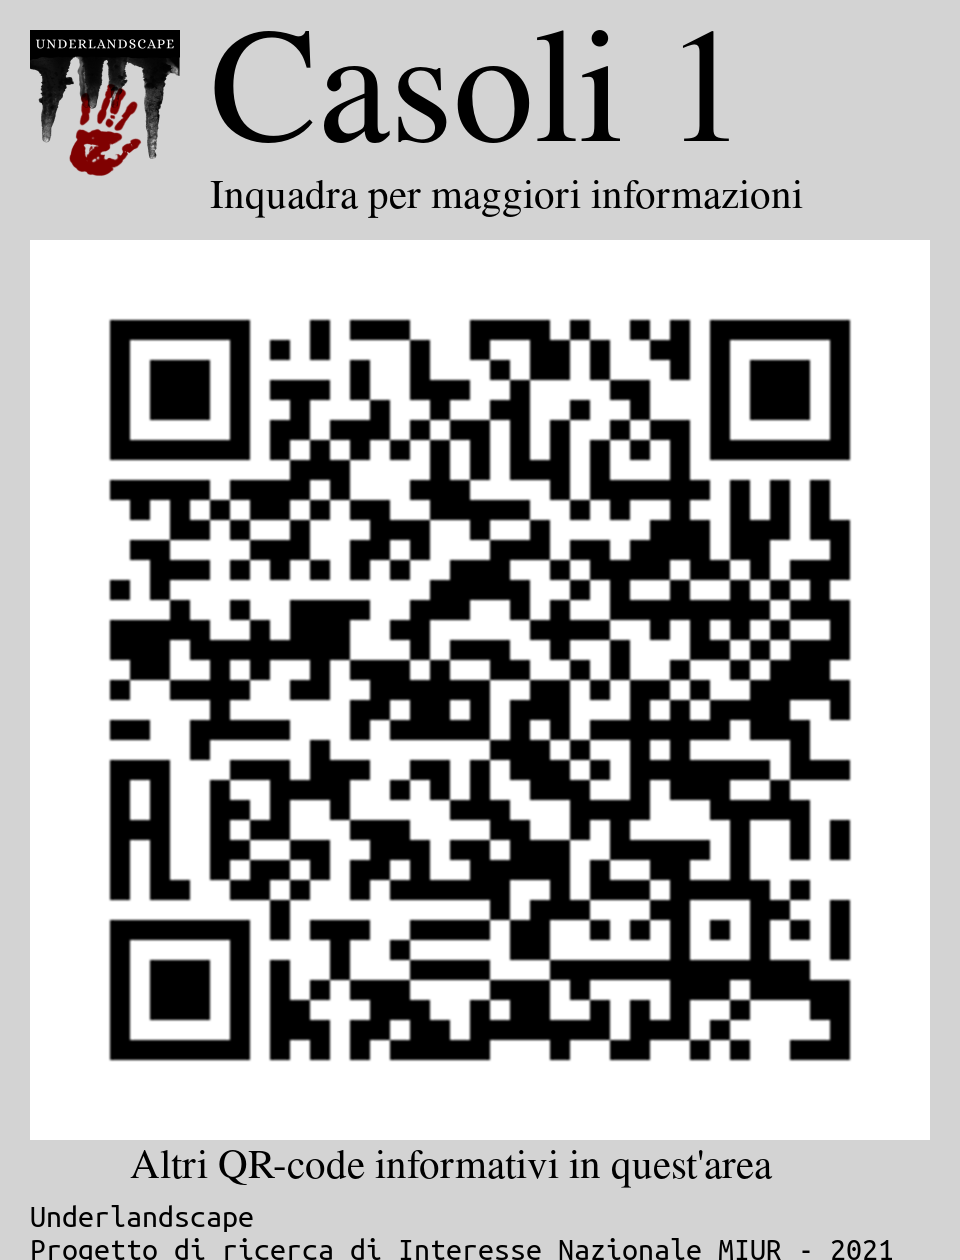 UNDERLANDSCAPE
Casoli 1
Inquadra per maggiori informazioni
Altri QR-code informativi in quest'area
Underlandscape
Progetto di ricerca di Interesse Nazionale MIUR - 2021